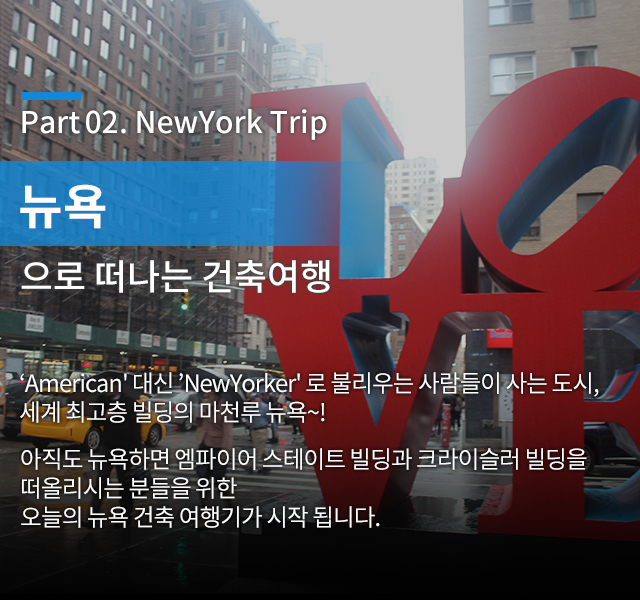 Part 02. NewYork Trip
뉴욕
으로 떠나는 건축여행
‘American' 대신 ’NewYorker' 로 불리우는 사람들이 사는 도시,
세계 최고층 빌딩의 마천루 뉴욕~!
아직도 뉴욕하면 엠파이어 스테이트 빌딩과 크라이슬러 빌딩을
떠올리시는 분들을 위한
오늘의 뉴욕 건축 여행기가 시작 됩니다.
LO
VE